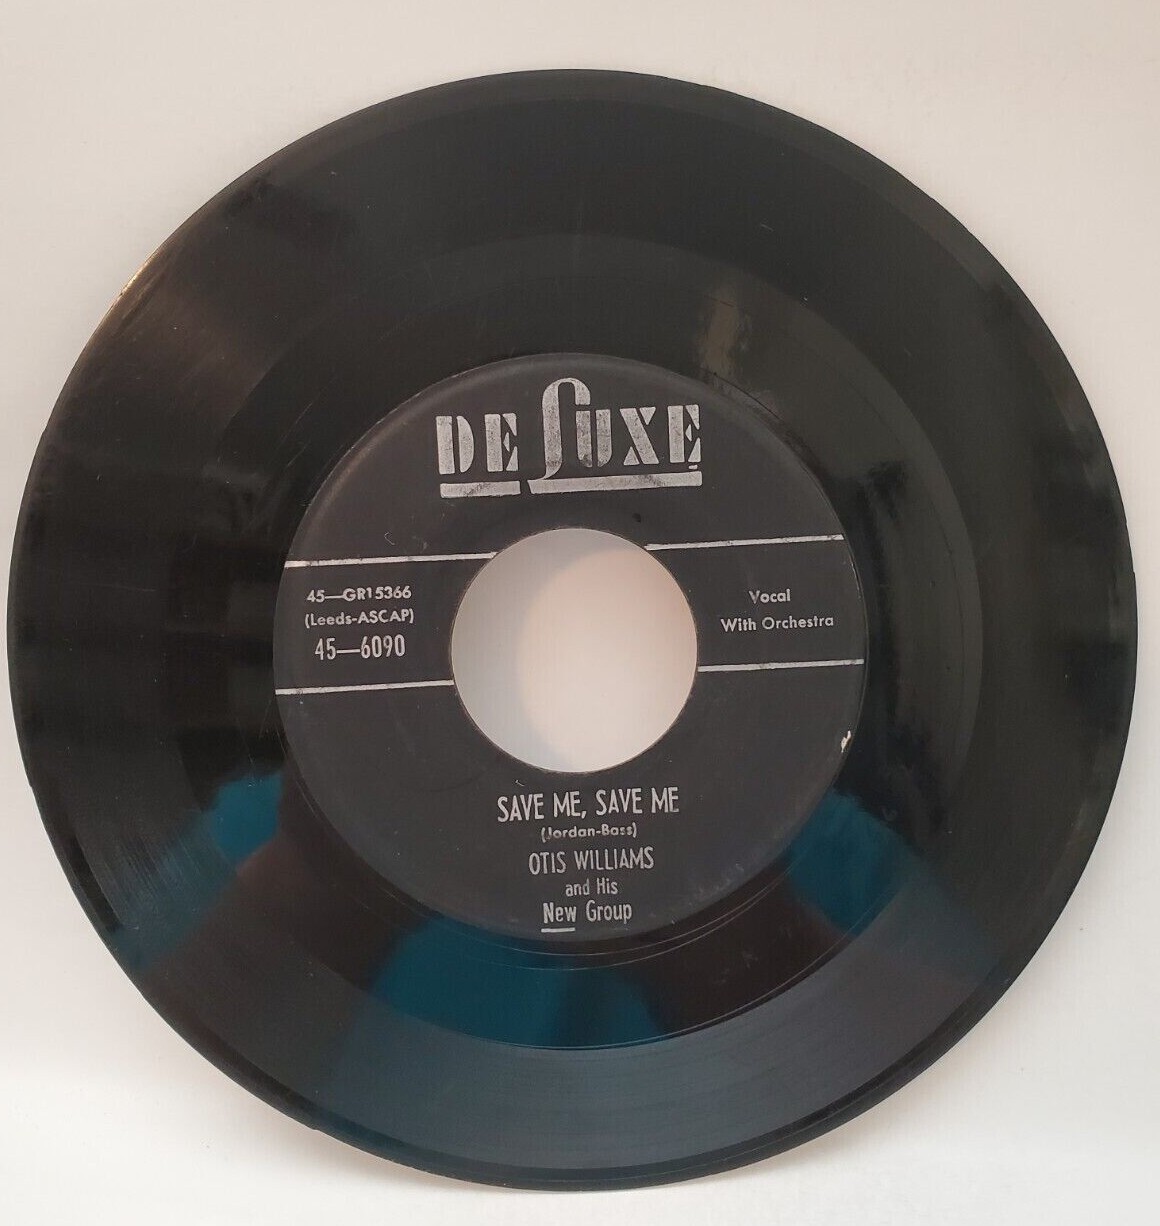 DE LUXE
45—GR15366
(Leeds-ASCAP)
45—6090
Vocal
With Orchestra
SAVE ME, SAVE ME
(Jordan-Bass)
OTIS WILLIAMS
and His
New Group